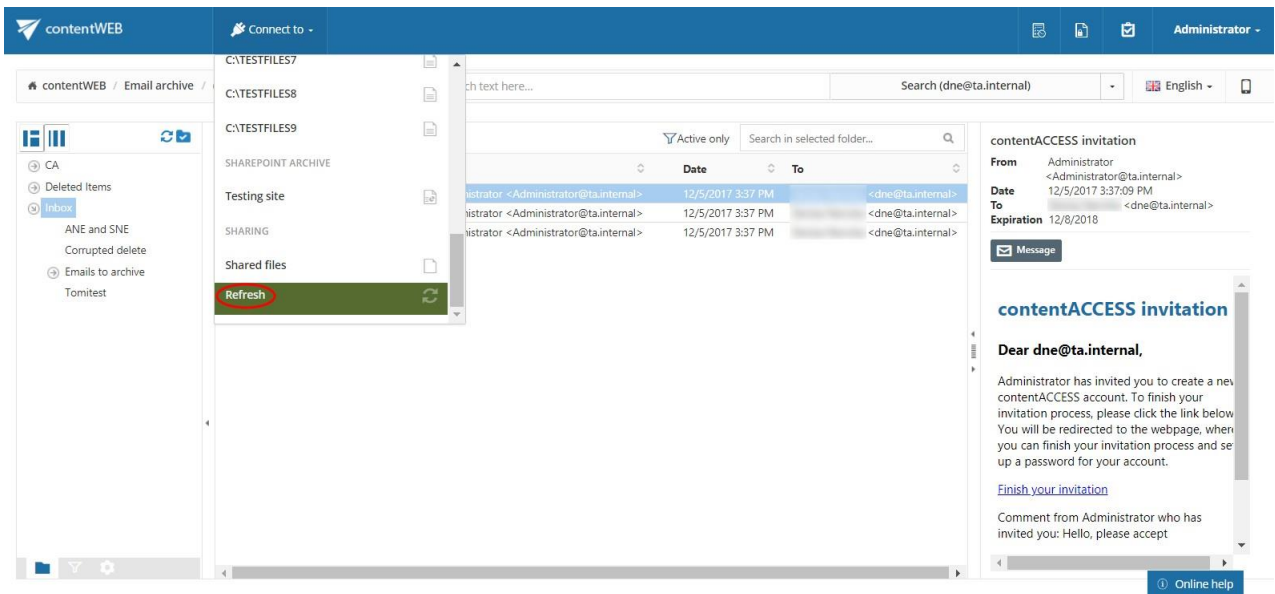 contentWEB
Connect to
Administrator
contentWEB / Email archive /
ch text here...
Search (dne@ta.internal)
English
C:\TESTFILES7
C:\TESTFILES8
C:\TESTFILES9
SHAREPOINT ARCHIVE
Testing site
SHARING
Shared files
Refresh
CA
Deleted Items
Inbox
ANE and SNE
Corrupted delete
Emails to archive
Tomitest
Active only
Search in selected folder...
Date To
istrator <Administrator@ta.internal> 12/5/2017 3:37 PM <dne@ta.internal>
istrator <Administrator@ta.internal> 12/5/2017 3:37 PM <dne@ta.internal>
istrator <Administrator@ta.internal> 12/5/2017 3:37 PM <dne@ta.internal>
contentACCESS invitation
From Administrator
<Administrator@ta.internal>
Date 12/5/2017 3:37:09 PM
To <dne@ta.internal>
Expiration 12/8/2018
Message
contentACCESS invitation
Dear dne@ta.internal,
Administrator has invited you to create a new
contentACCESS account. To finish your
invitation process, please click the link below
You will be redirected to the webpage, where
you can finish your invitation process and se
up a password for your account.
Finish your invitation
Comment from Administrator who has
invited you: Hello, please accept
Online help